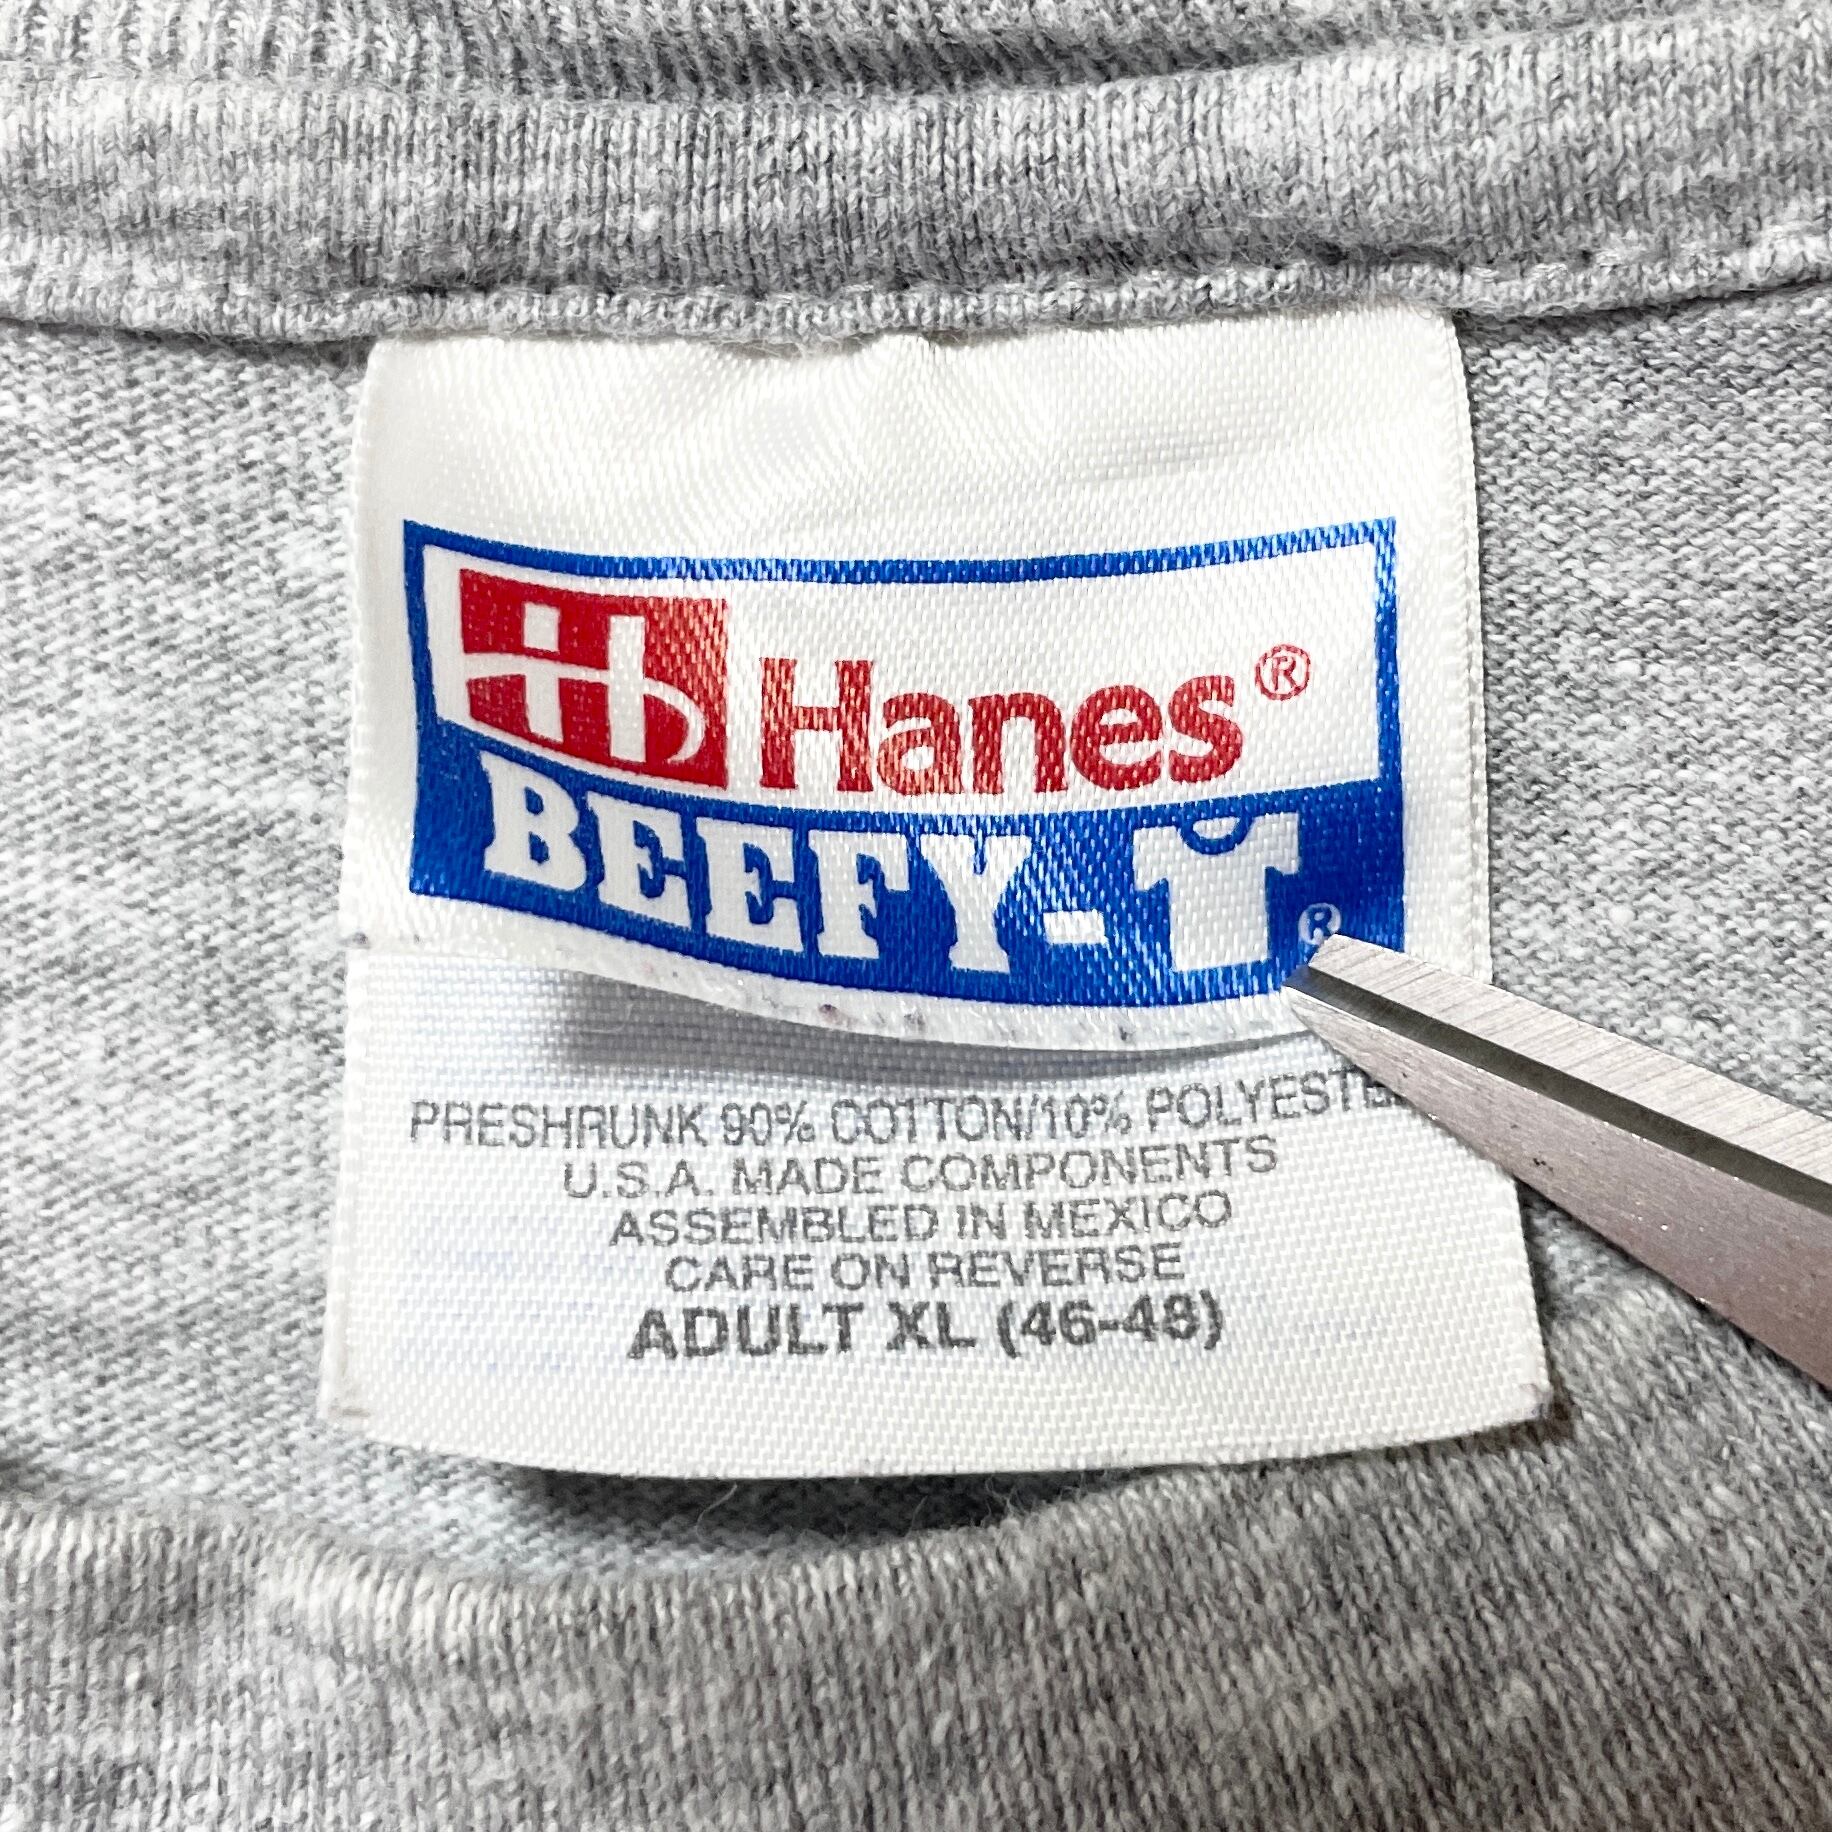 Hanes®
BEEFY-T®
PRESHRUNK 90% COTTON/10% POLYESTE
U.S.A. MADE COMPONENTS
ASSEMBLED IN MEXICO
CARE ON REVERSE
ADULT XL (46-48)